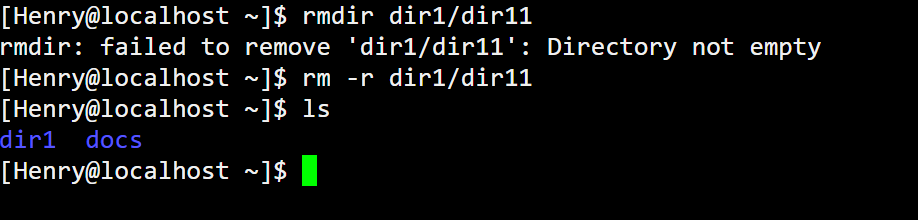 [Henry@localhost ~]$ rmdir dir1/dir11
rmdir: failed to remove 'dir1/dir11': Directory not empty
[Henry@localhost ~]$ rm -r dir1/dir11
[Henry@localhost ~]$ ls
dir1  docs
[Henry@localhost ~]$